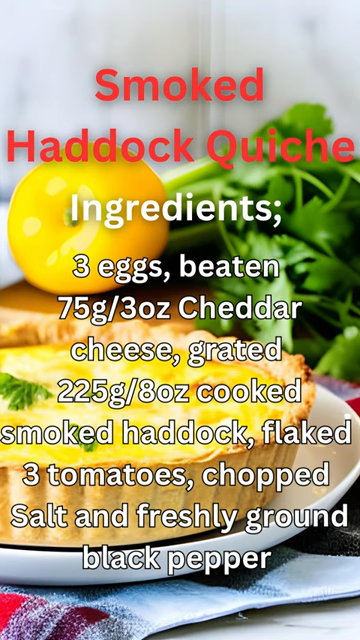 Smoked
Haddock Quiche
Ingredients;
3 eggs, beaten
75g/3oz Cheddar
cheese, grated
225g/8oz cooked
smoked haddock, flaked
3 tomatoes, chopped
Salt and freshly ground
black pepper